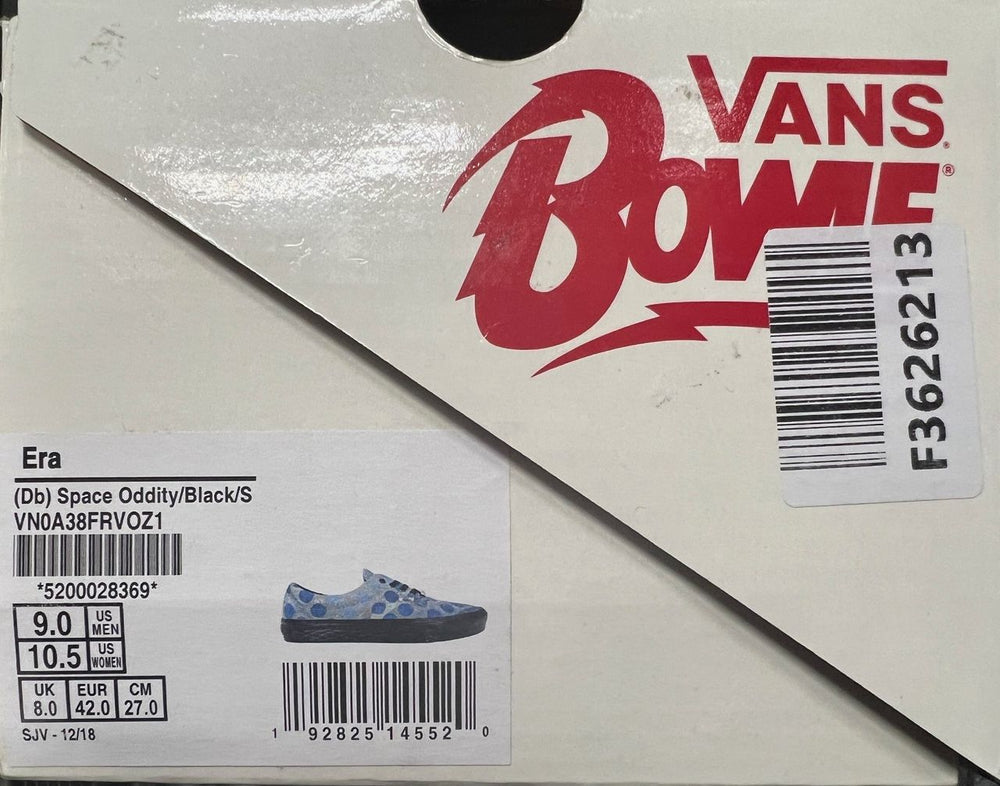 VANS
BOWIE®
F3626213
Era
(Db) Space Oddity/Black/S
VN0A38FRVOZ1
*5200028369*
9.0 US MEN
10.5 US WOMEN
UK EUR CM
8.0 42.0 27.0
SJV - 12/18
1 92825 14552 0